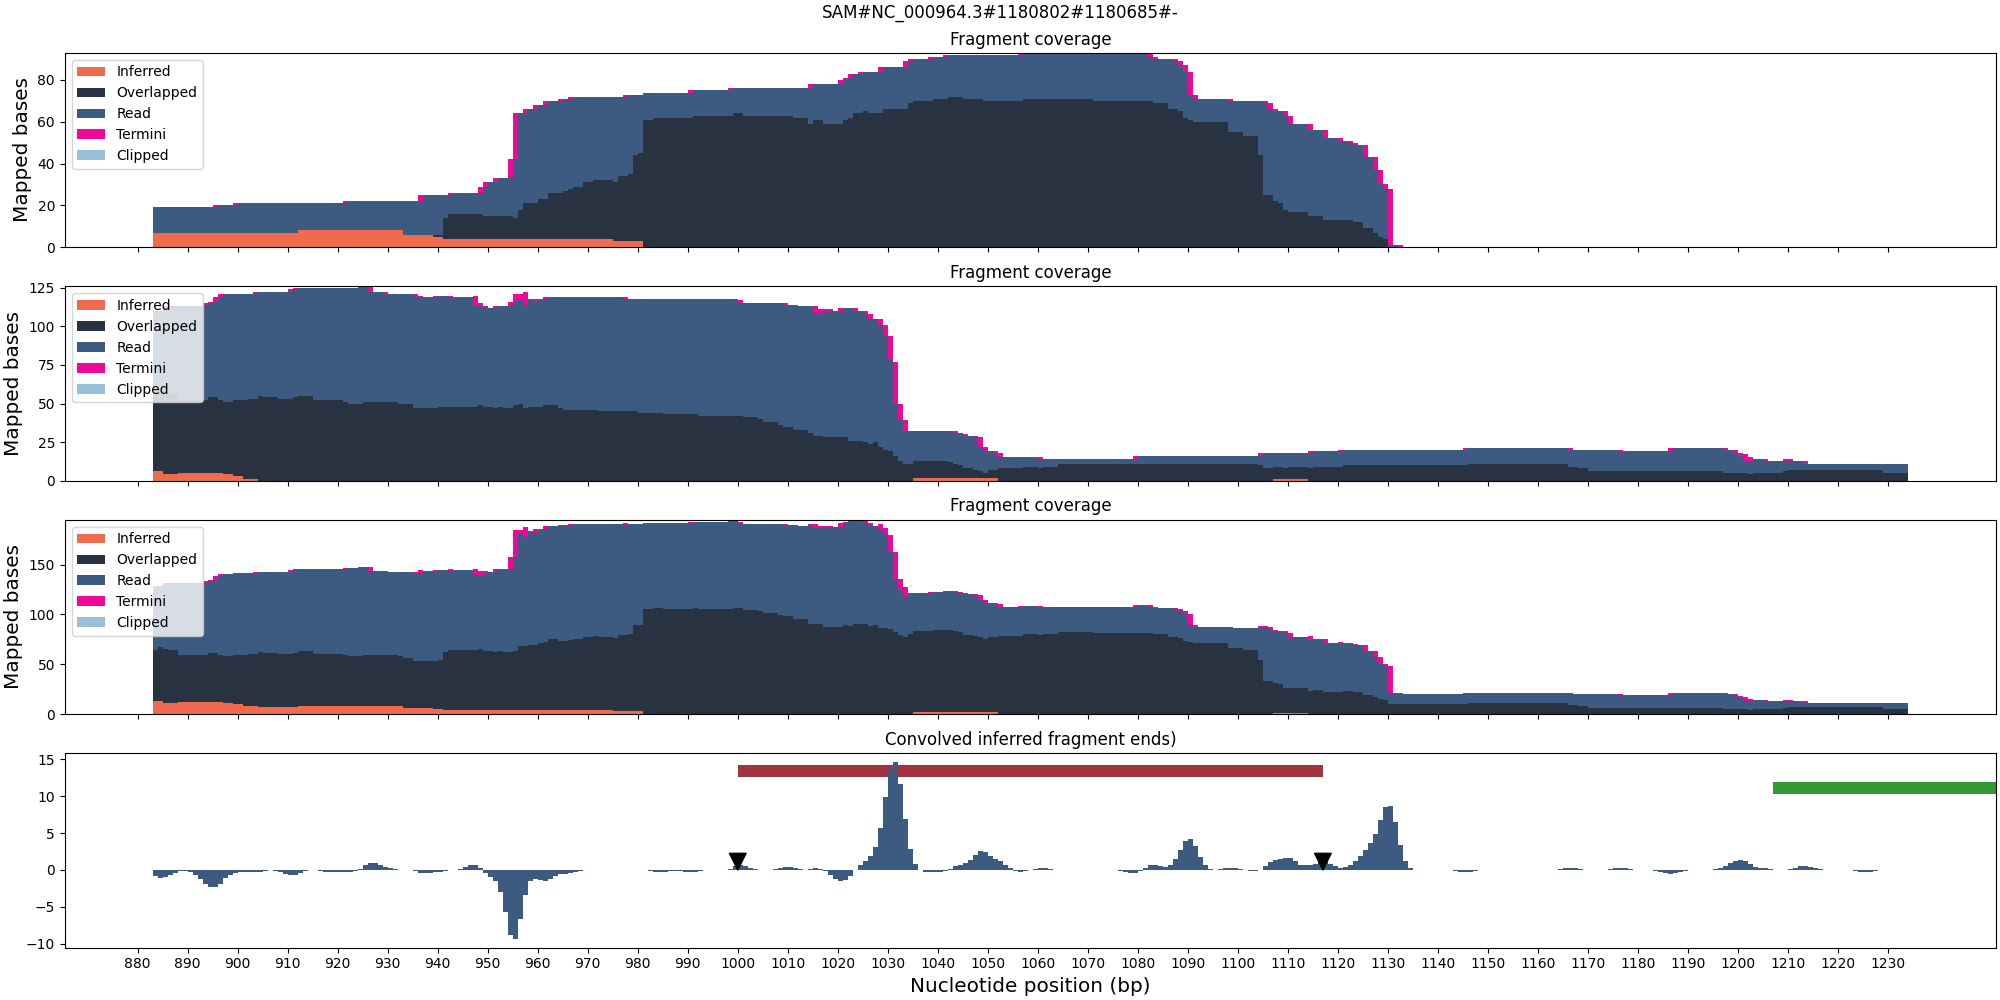 SAM#NC_000964.3#1180802#1180685#-
Fragment coverage
Mapped bases
80
60
40
20
0
Inferred
Overlapped
Read
Termini
Clipped
Fragment coverage
Mapped bases
125
100
75
50
25
0
Inferred
Overlapped
Read
Termini
Clipped
Fragment coverage
Mapped bases
150
100
50
0
Inferred
Overlapped
Read
Termini
Clipped
Convolved inferred fragment ends)
15
10
5
0
−5
−10
880 890 900 910 920 930 940 950 960 970 980 990 1000 1010 1020 1030 1040 1050 1060 1070 1080 1090 1100 1110 1120 1130 1140 1150 1160 1170 1180 1190 1200 1210 1220 1230
Nucleotide position (bp)